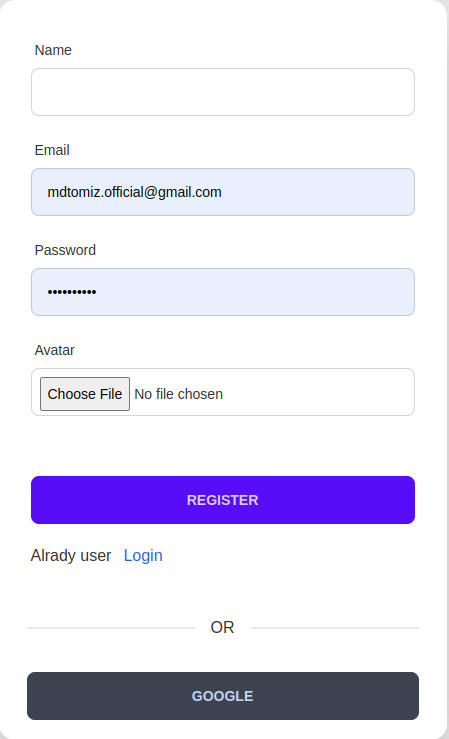 Name
Email
mdtomiz.official@gmail.com
Password
••••••••••
Avatar
Choose File No file chosen
REGISTER
Alrady user Login
OR
GOOGLE